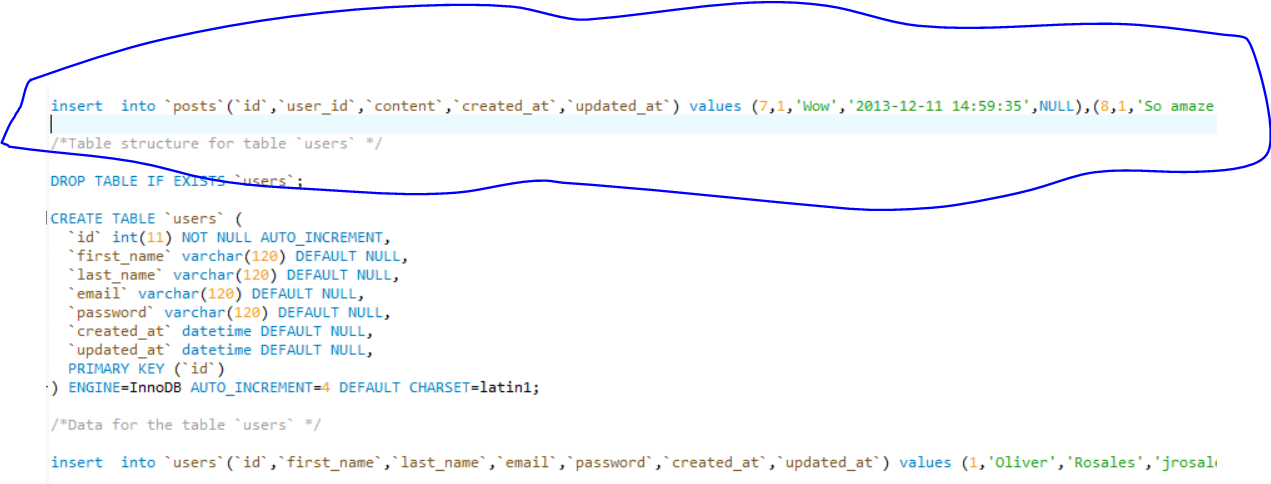 insert  into `posts`(`id`,`user_id`,`content`,`created_at`,`updated_at`) values (7,1,'Wow','2013-12-11 14:59:35',NULL),(8,1,'So amaze
/*Table structure for table `users` */
DROP TABLE IF EXISTS `users`;
CREATE TABLE `users` (
  `id` int(11) NOT NULL AUTO_INCREMENT,
  `first_name` varchar(120) DEFAULT NULL,
  `last_name` varchar(120) DEFAULT NULL,
  `email` varchar(120) DEFAULT NULL,
  `password` varchar(120) DEFAULT NULL,
  `created_at` datetime DEFAULT NULL,
  `updated_at` datetime DEFAULT NULL,
  PRIMARY KEY (`id`)
) ENGINE=InnoDB AUTO_INCREMENT=4 DEFAULT CHARSET=latin1;
/*Data for the table `users` */
insert  into `users`(`id`,`first_name`,`last_name`,`email`,`password`,`created_at`,`updated_at`) values (1,'Oliver','Rosales','jrosale